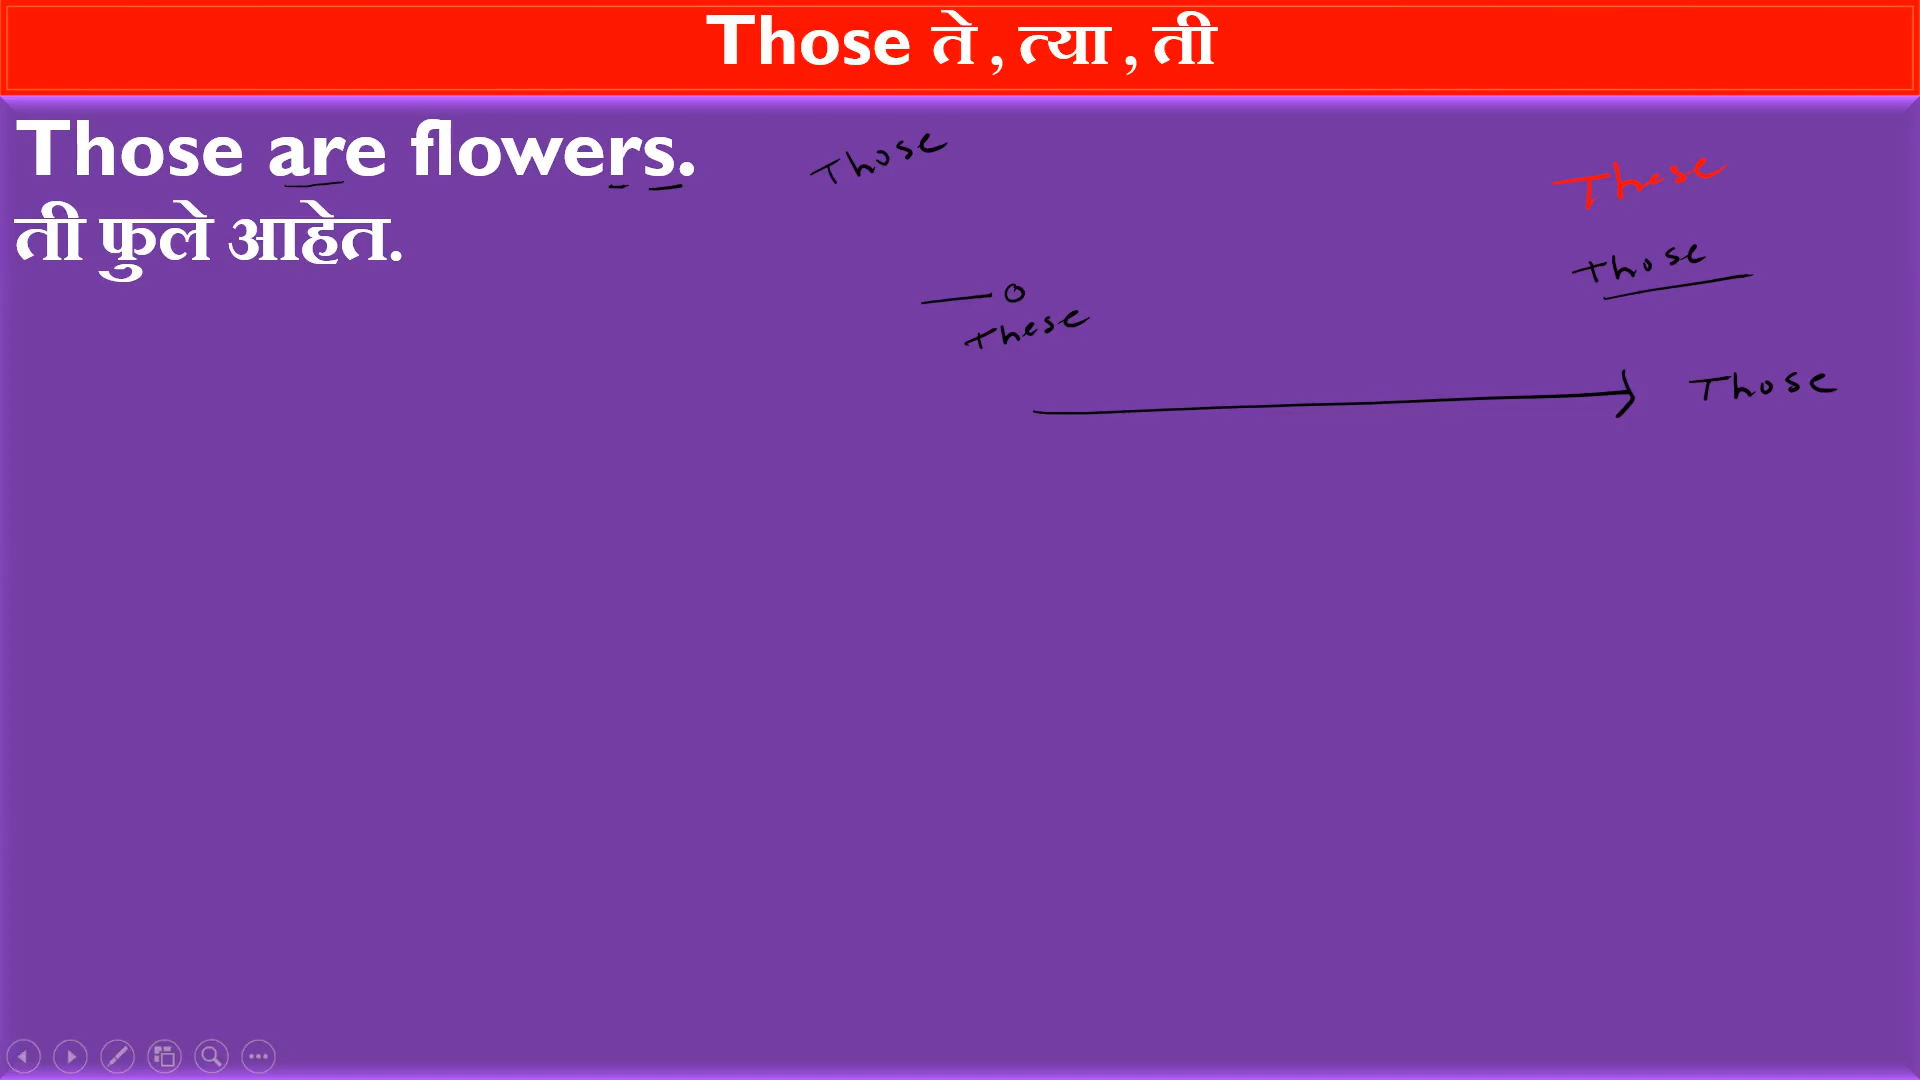 Those ते , त्या , ती
Those are flowers.
ती फुले आहेत.
Those
These
Those
These
Those